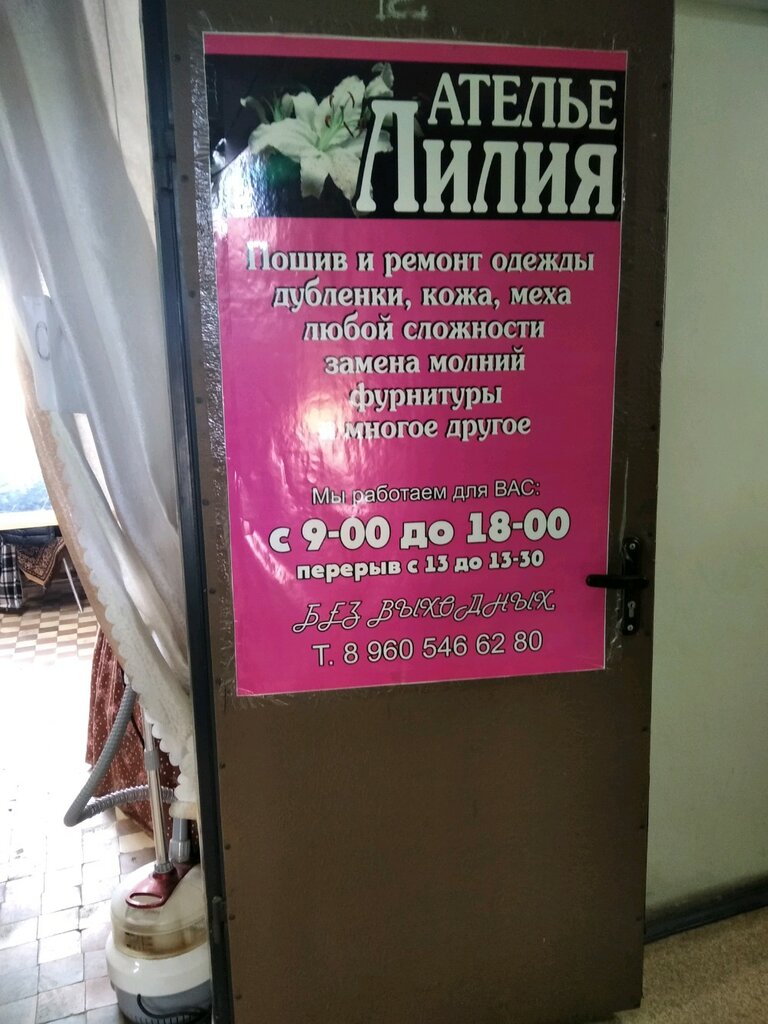 АТЕЛЬЕ
ЛИЛИЯ
Пошив и ремонт одежды
дубленки, кожа, меха
любой сложности
замена молний
фурнитуры
и многое другое
Мы работаем для ВАС:
с 9-00 до 18-00
перерыв с 13 до 13-30
БЕЗ ВЫХОДНЫХ
Т. 8 960 546 62 80